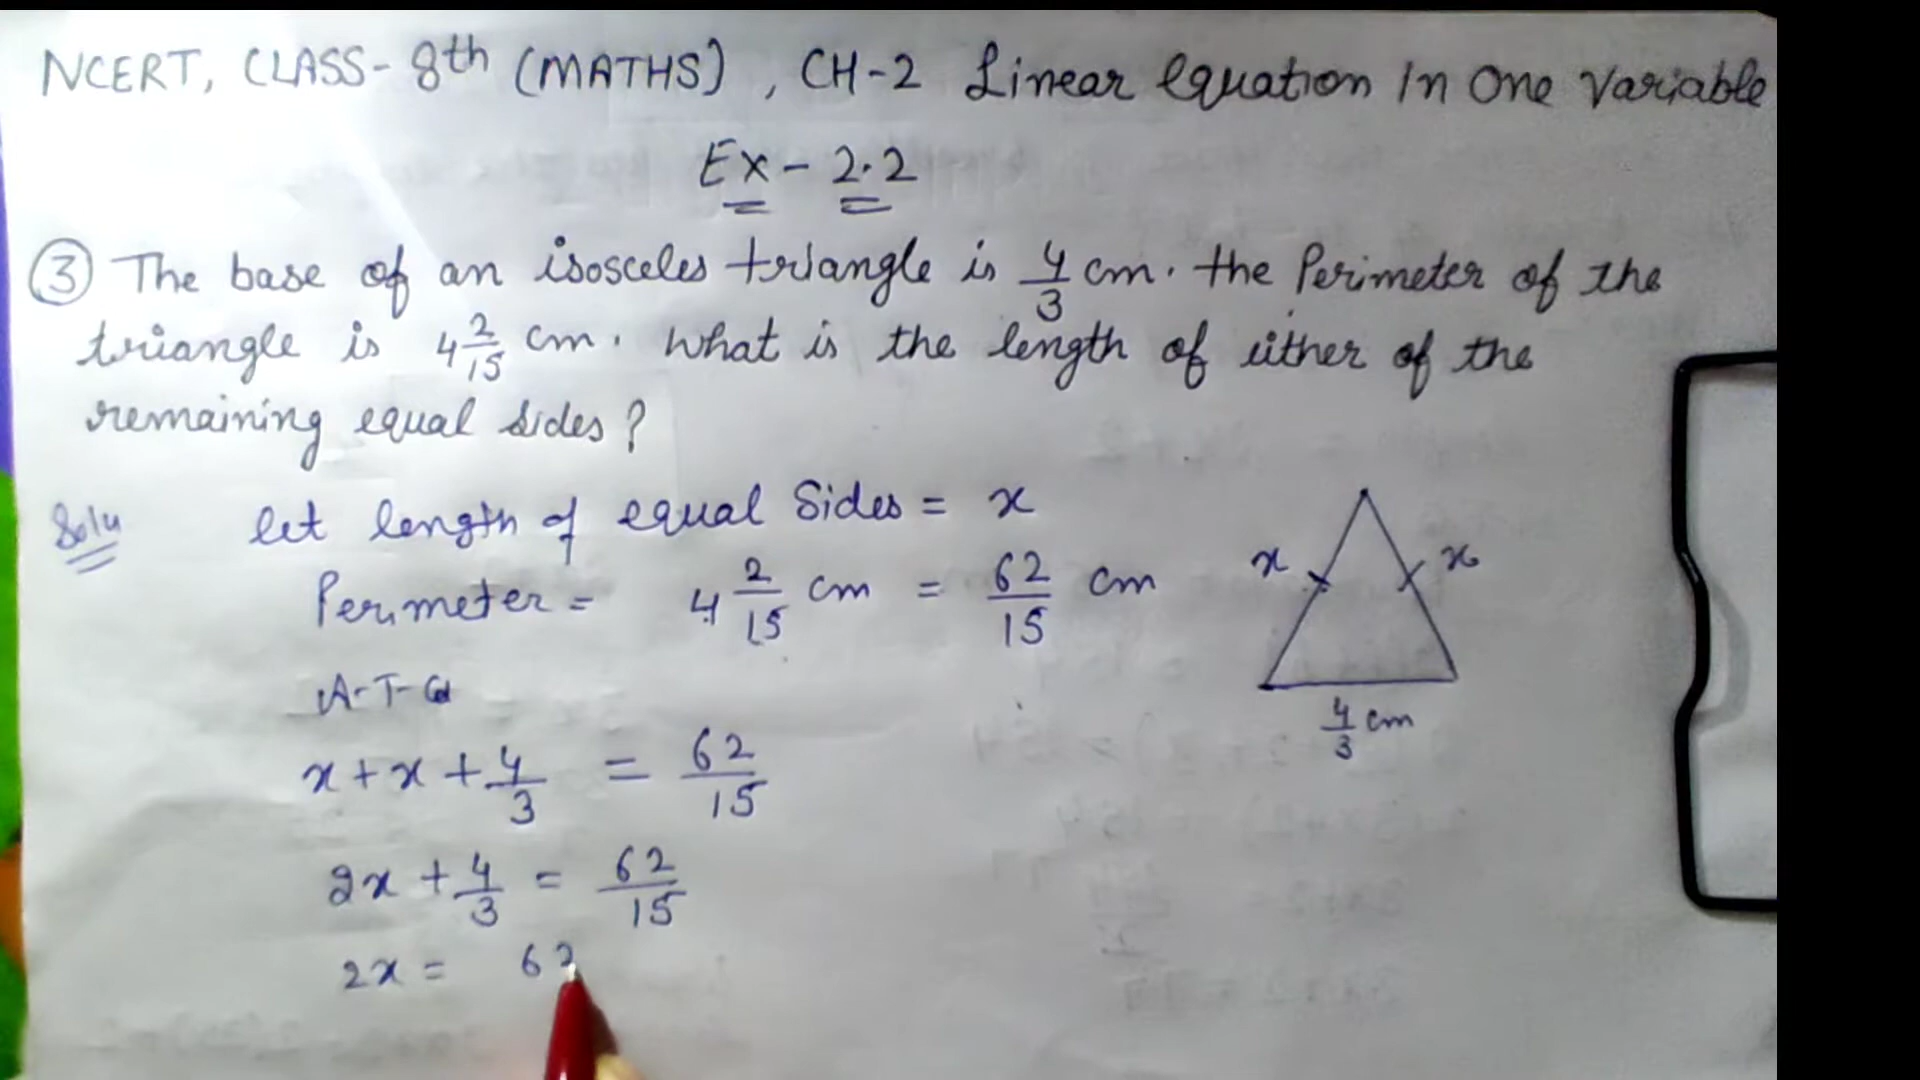 NCERT, CLASS-8th (MATHS), CH-2 Linear Equation In One Variable
Ex-2.2
③ The base of an isosceles triangle is 4/3 cm. the Perimeter of the
triangle is 4 2/15 cm. What is the length of either of the
remaining equal sides?
Solu let length of equal Sides = x
Perimeter = 4 2/15 cm = 62/15 cm
A-T-Q
x + x + 4/3 = 62/15
2x + 4/3 = 62/15
2x = 62
x x
4/3 cm